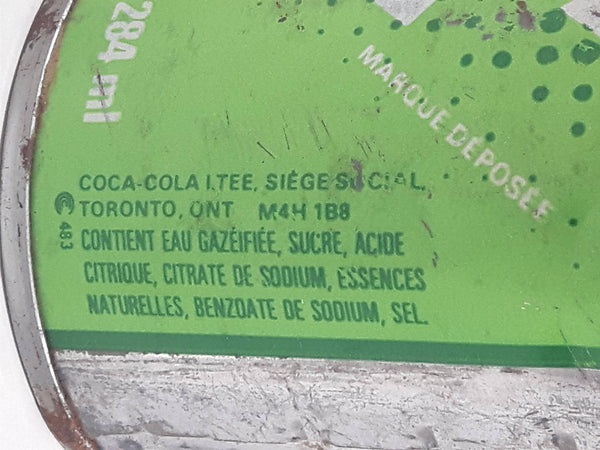 284 ml
MARQUE DÉPOSÉE
COCA-COLA LTEE, SIÈGE SOCIAL,
TORONTO, ONT M4H 1B8
C 483
CONTIENT EAU GAZÉIFIÉE, SUCRE, ACIDE
CITRIQUE, CITRATE DE SODIUM, ESSENCES
NATURELLES, BENZOATE DE SODIUM, SEL.